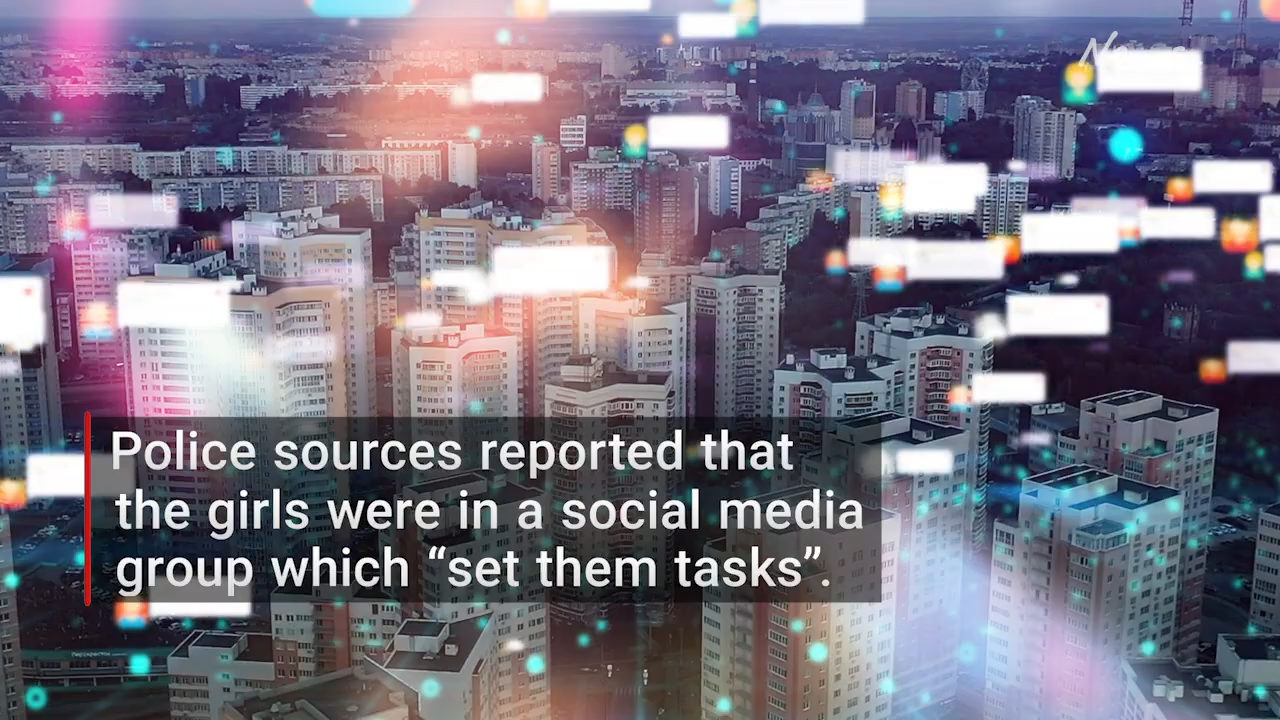 Police sources reported that
the girls were in a social media
group which “set them tasks”.